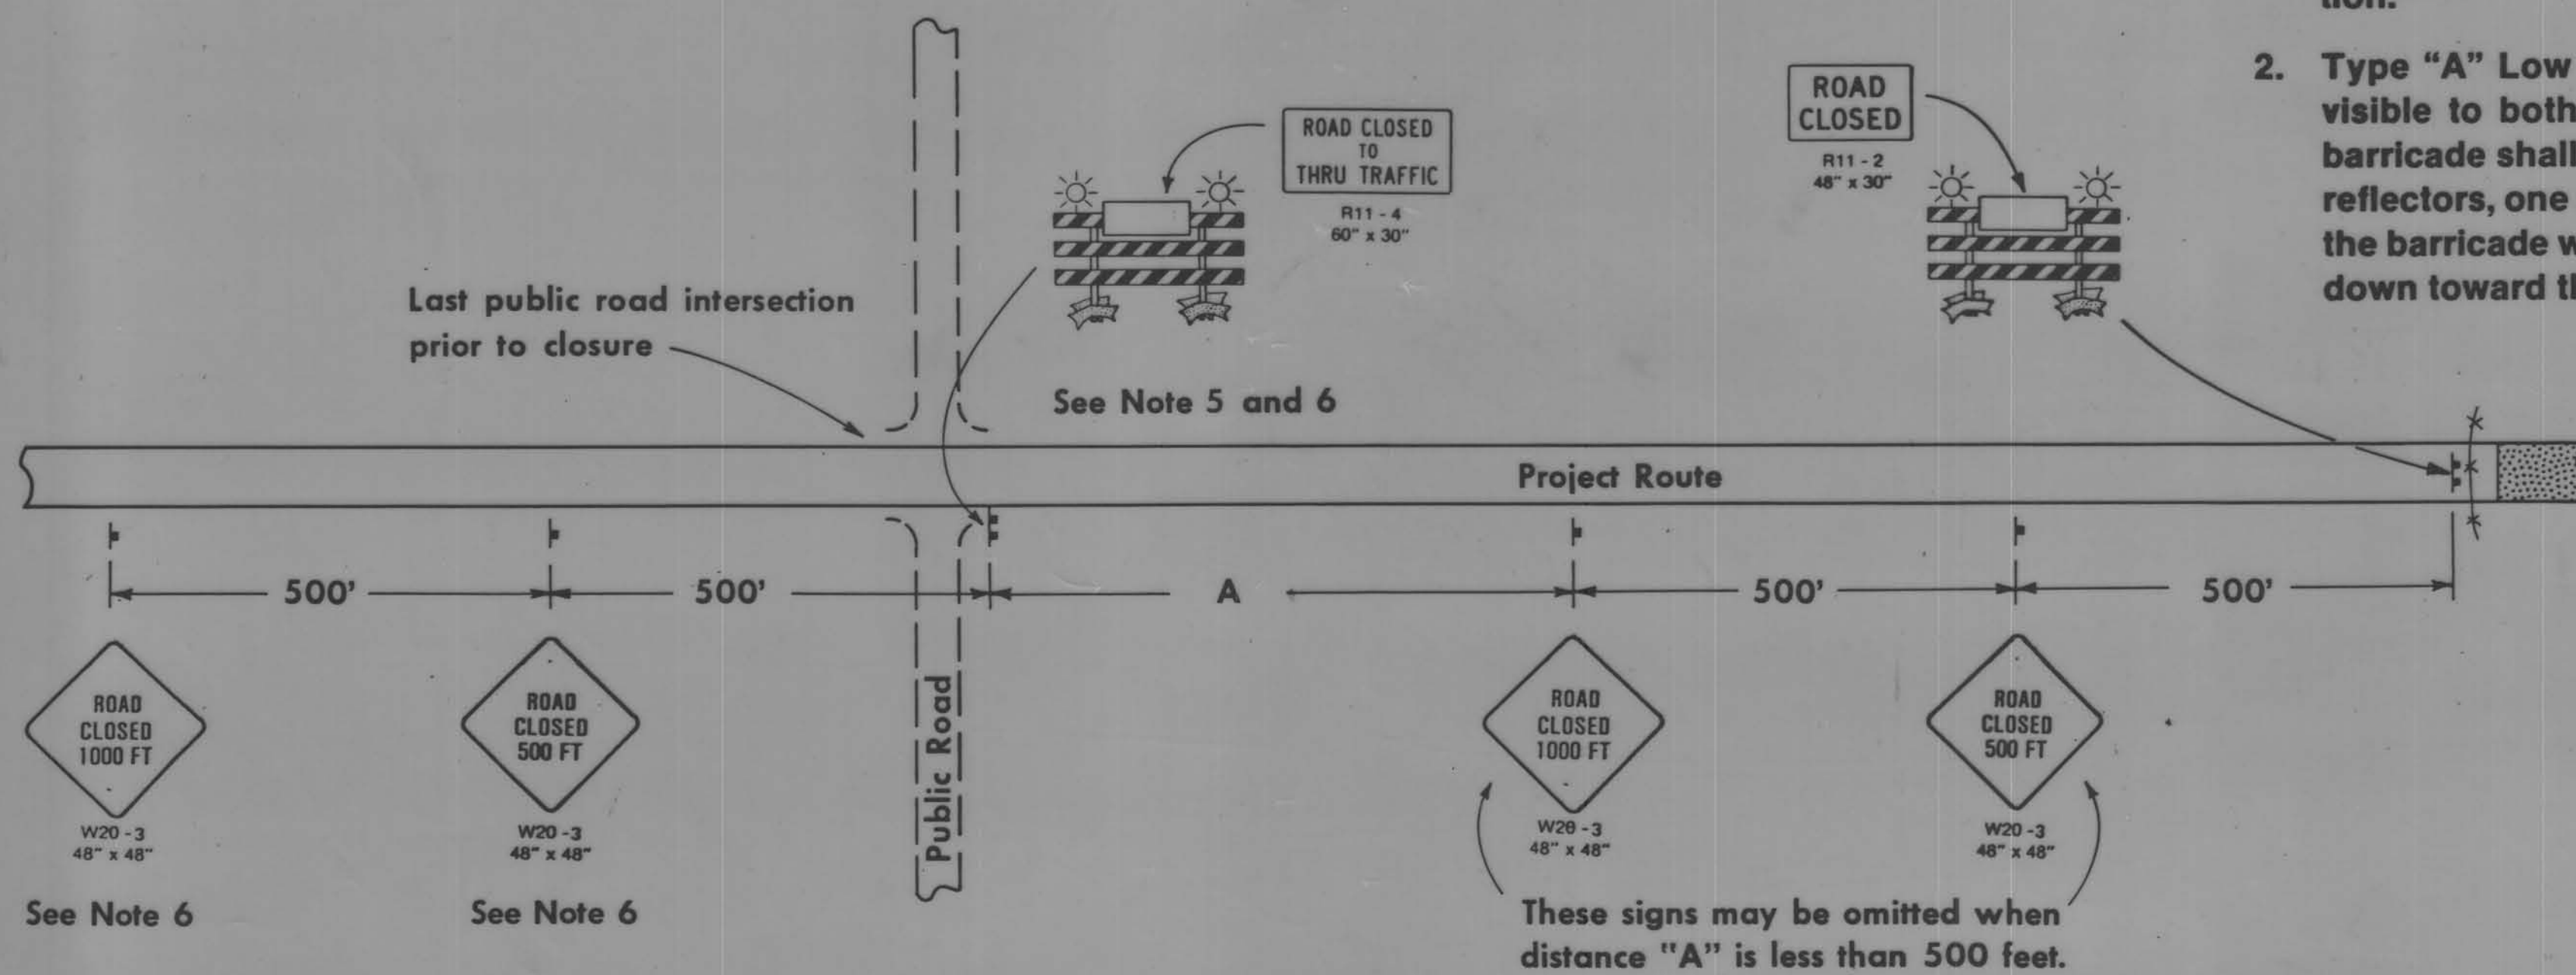 tion.
2. Type “A” Low
visible to both
barricade shall
reflectors, one
the barricade w
down toward th
ROAD
CLOSED
R11 - 2
48" x 30"
ROAD CLOSED
TO
THRU TRAFFIC
R11 - 4
60" x 30"
Last public road intersection
prior to closure
See Note 5 and 6
Project Route
500’
500’
A
500’
500’
ROAD
CLOSED
1000 FT
W20 - 3
48" x 48"
See Note 6
ROAD
CLOSED
500 FT
W20 - 3
48" x 48"
See Note 6
Public Road
ROAD
CLOSED
1000 FT
W20 - 3
48" x 48"
ROAD
CLOSED
500 FT
W20 - 3
48" x 48"
These signs may be omitted when
distance "A” is less than 500 feet.